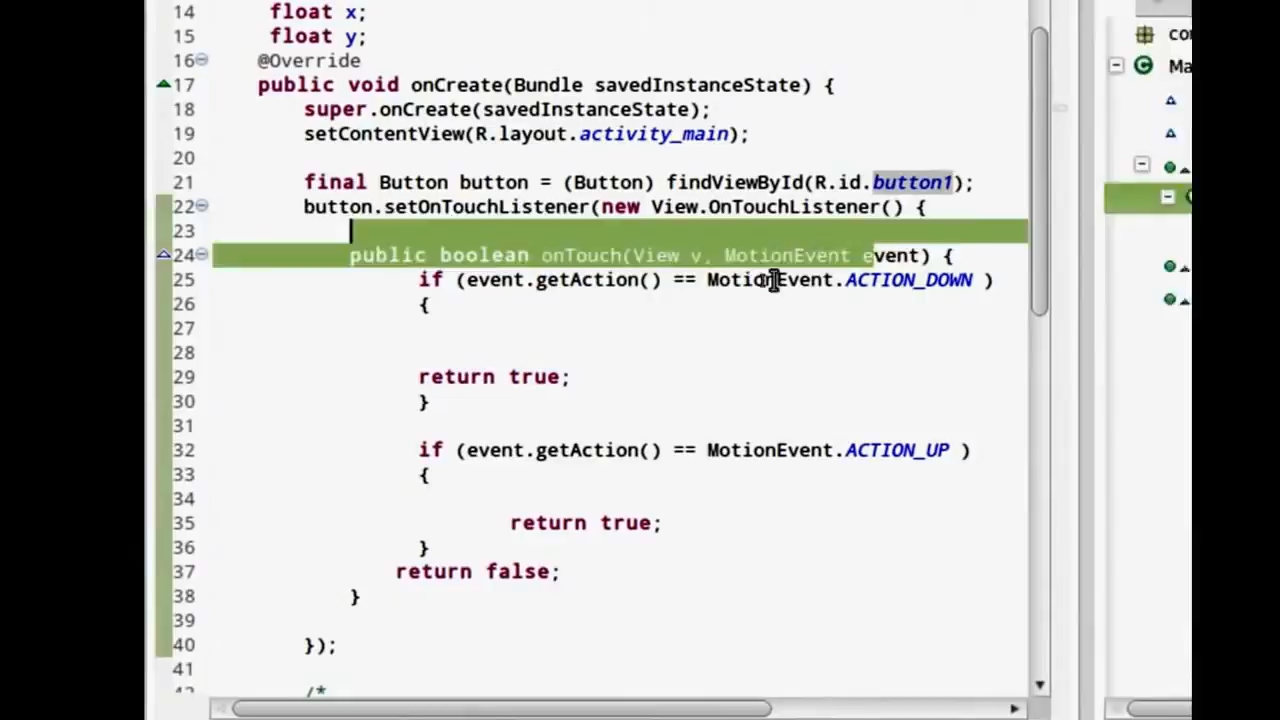 14 float x;
15 float y;
16 @Override
17 public void onCreate(Bundle savedInstanceState) {
18 super.onCreate(savedInstanceState);
19 setContentView(R.layout.activity_main);
20
21 final Button button = (Button) findViewById(R.id.button1);
22 button.setOnTouchListener(new View.OnTouchListener() {
23
24 public boolean onTouch(View v, MotionEvent event) {
25 if (event.getAction() == MotionEvent.ACTION_DOWN )
26 {
27
28
29 return true;
30 }
31
32 if (event.getAction() == MotionEvent.ACTION_UP )
33 {
34
35 return true;
36 }
37 return false;
38 }
39
40 });
41
/*